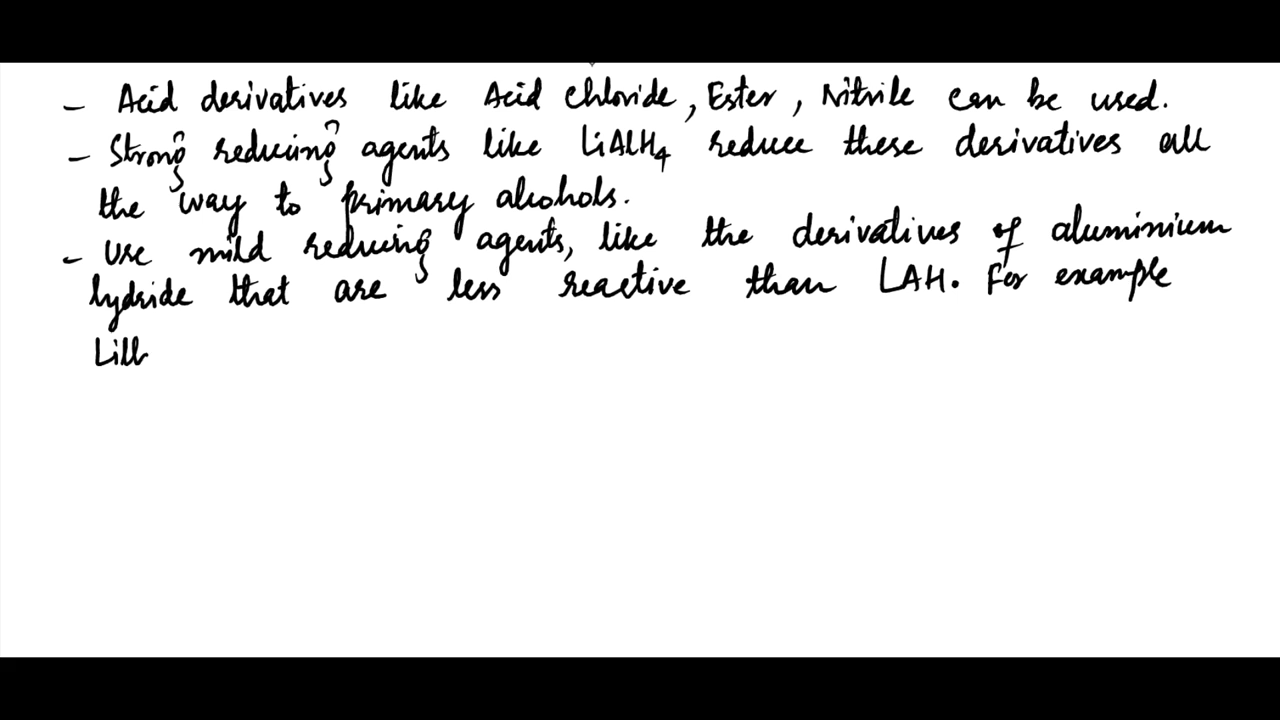 - Acid derivatives like Acid Chloride, Ester, Nitrile can be used.
- Strong reducing agents like LiAlH4 reduce these derivatives all
the way to primary alcohols.
- Use mild reducing agents, like the derivatives of aluminium
hydride that are less reactive than LAH. For example